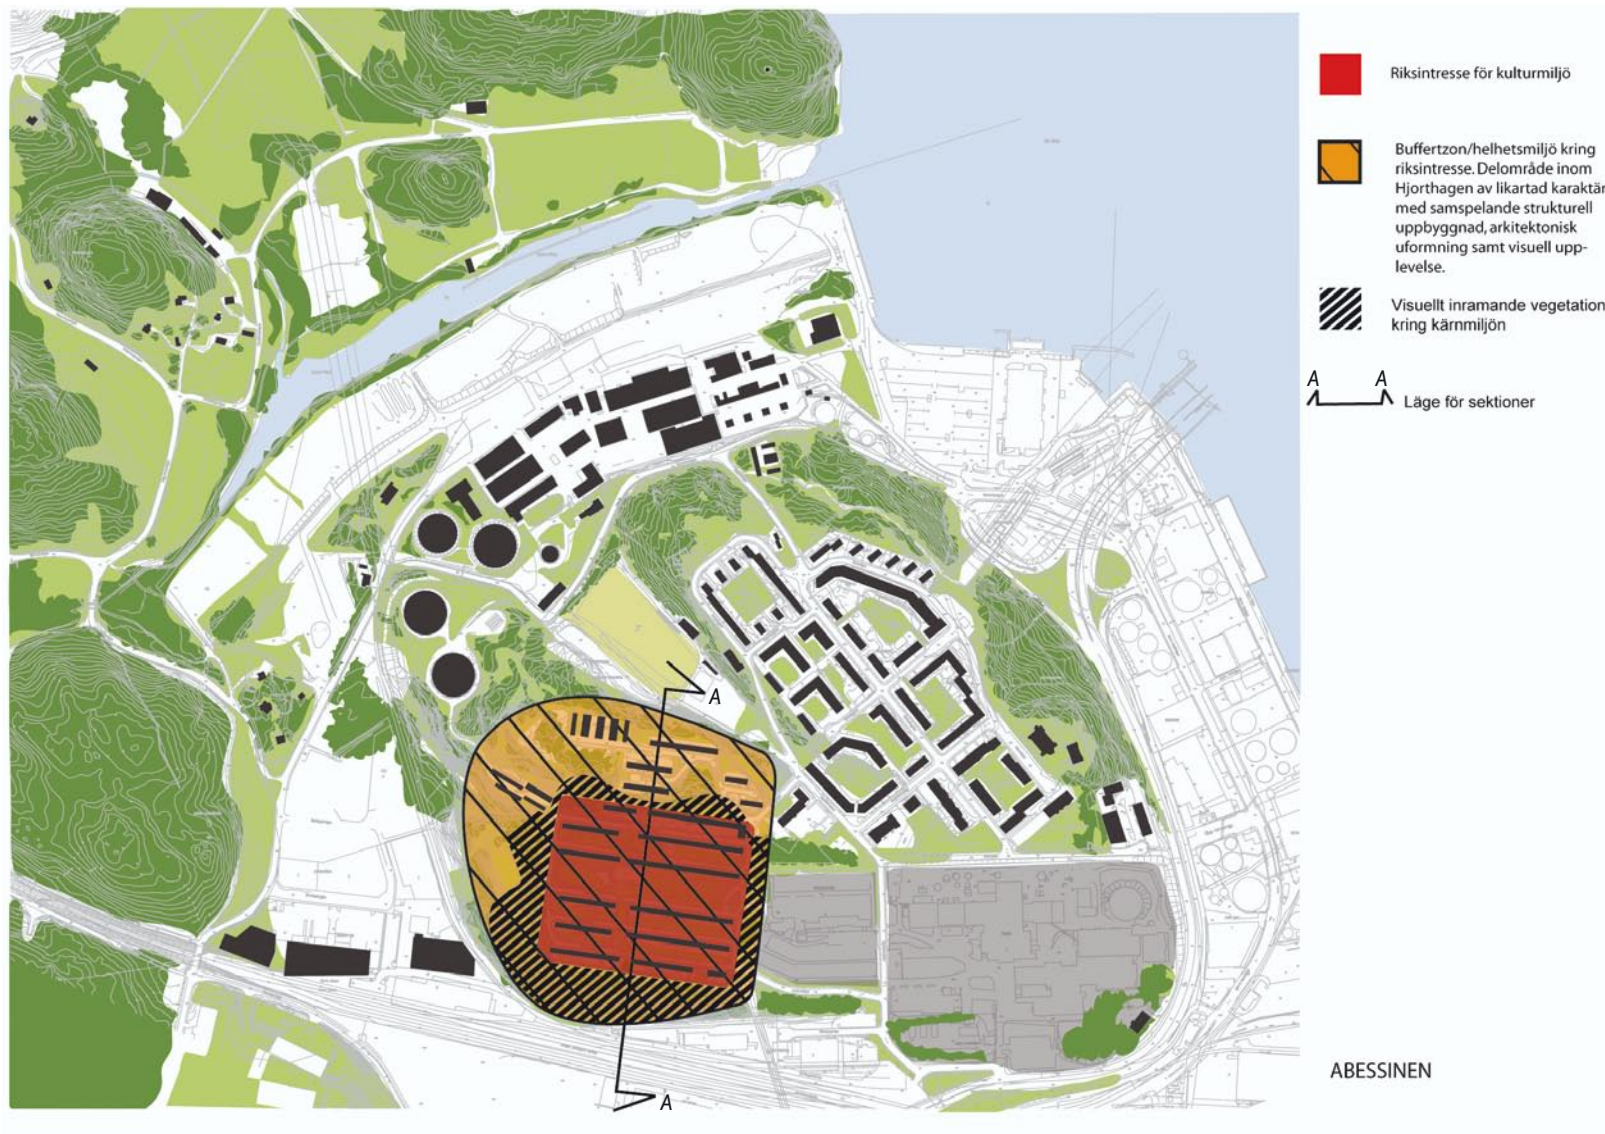 Riksintresse för kulturmiljö
Buffertzon/helhetsmiljö kring
riksintresse. Delområde inom
Hjorthagen av likartad karaktär
med samspelande strukturell
uppbyggnad, arkitektonisk
uformning samt visuell upp-
levelse.
Visuellt inramande vegetation
kring kärnmiljön
A A
Läge för sektioner
A
A
ABESSINEN